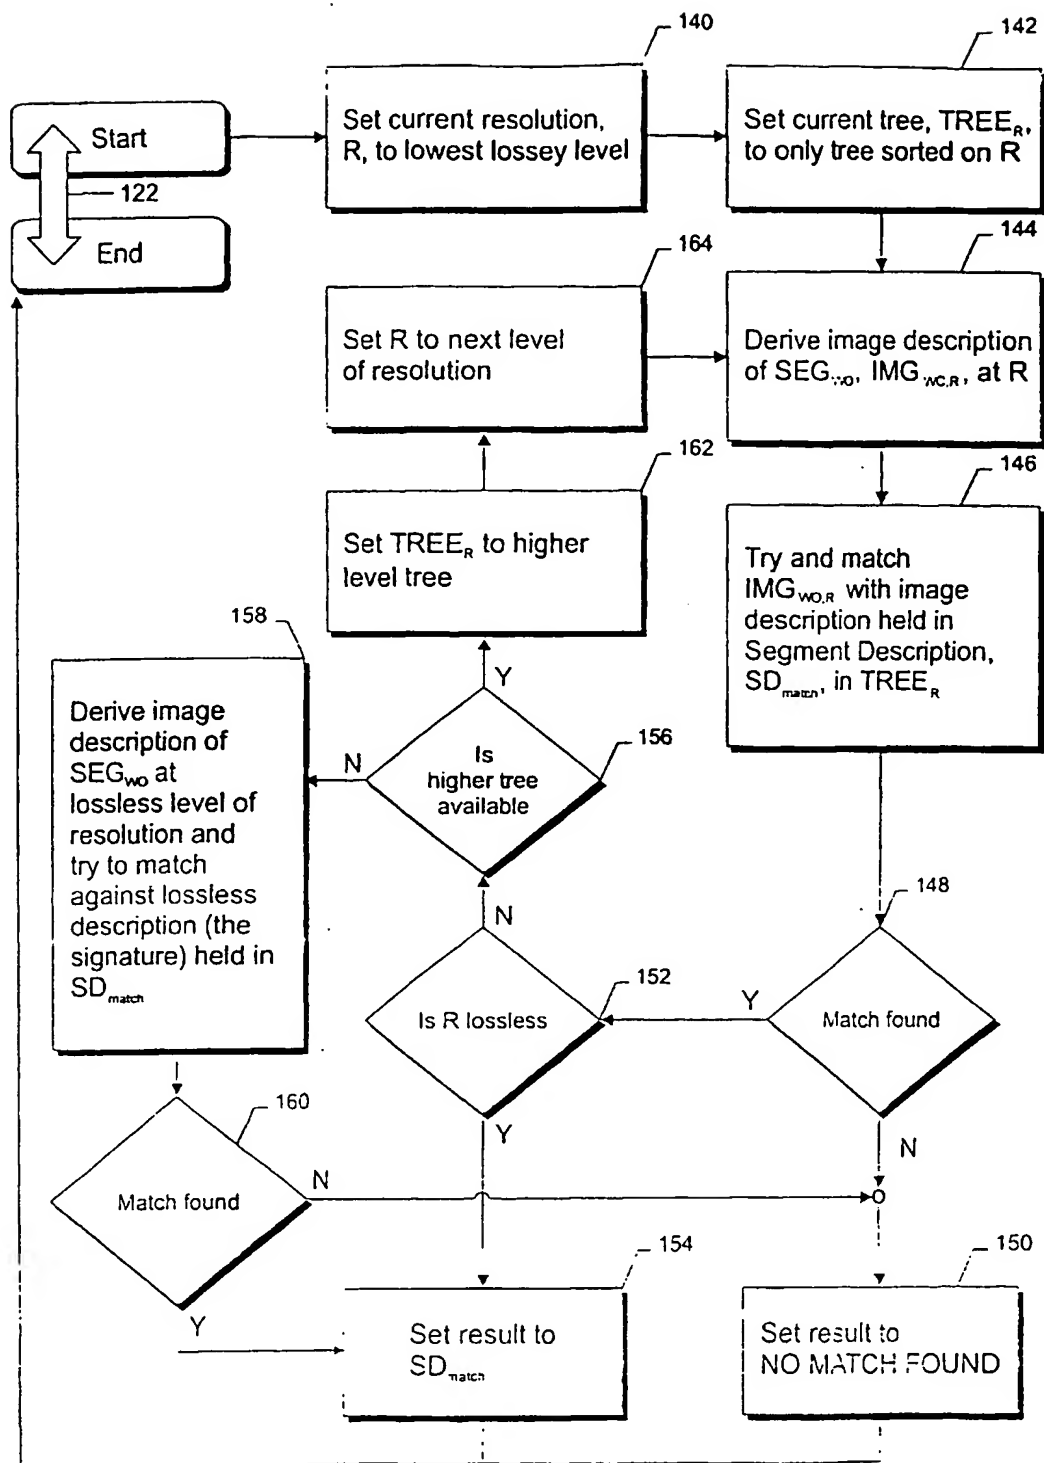 140
142
Start
Set current resolution,
R, to lowest lossey level
Set current tree, TREE_R,
to only tree sorted on R
122
End
164
144
Set R to next level
of resolution
Derive image description
of SEG_WO, IMG_WC,R, at R
162
146
Set TREE_R to higher
level tree
Try and match
IMG_WO,R with image
description held in
Segment Description,
SD_match, in TREE_R
158
Derive image
description of
SEG_WO at
lossless level of
resolution and
try to match
against lossless
description (the
signature) held in
SD_match
Y
N
Is
higher tree
available
156
148
N
Is R lossless
152
Y
Match found
Y
N
160
Match found
N
Y
154
150
Set result to
SD_match
Set result to
NO MATCH FOUND